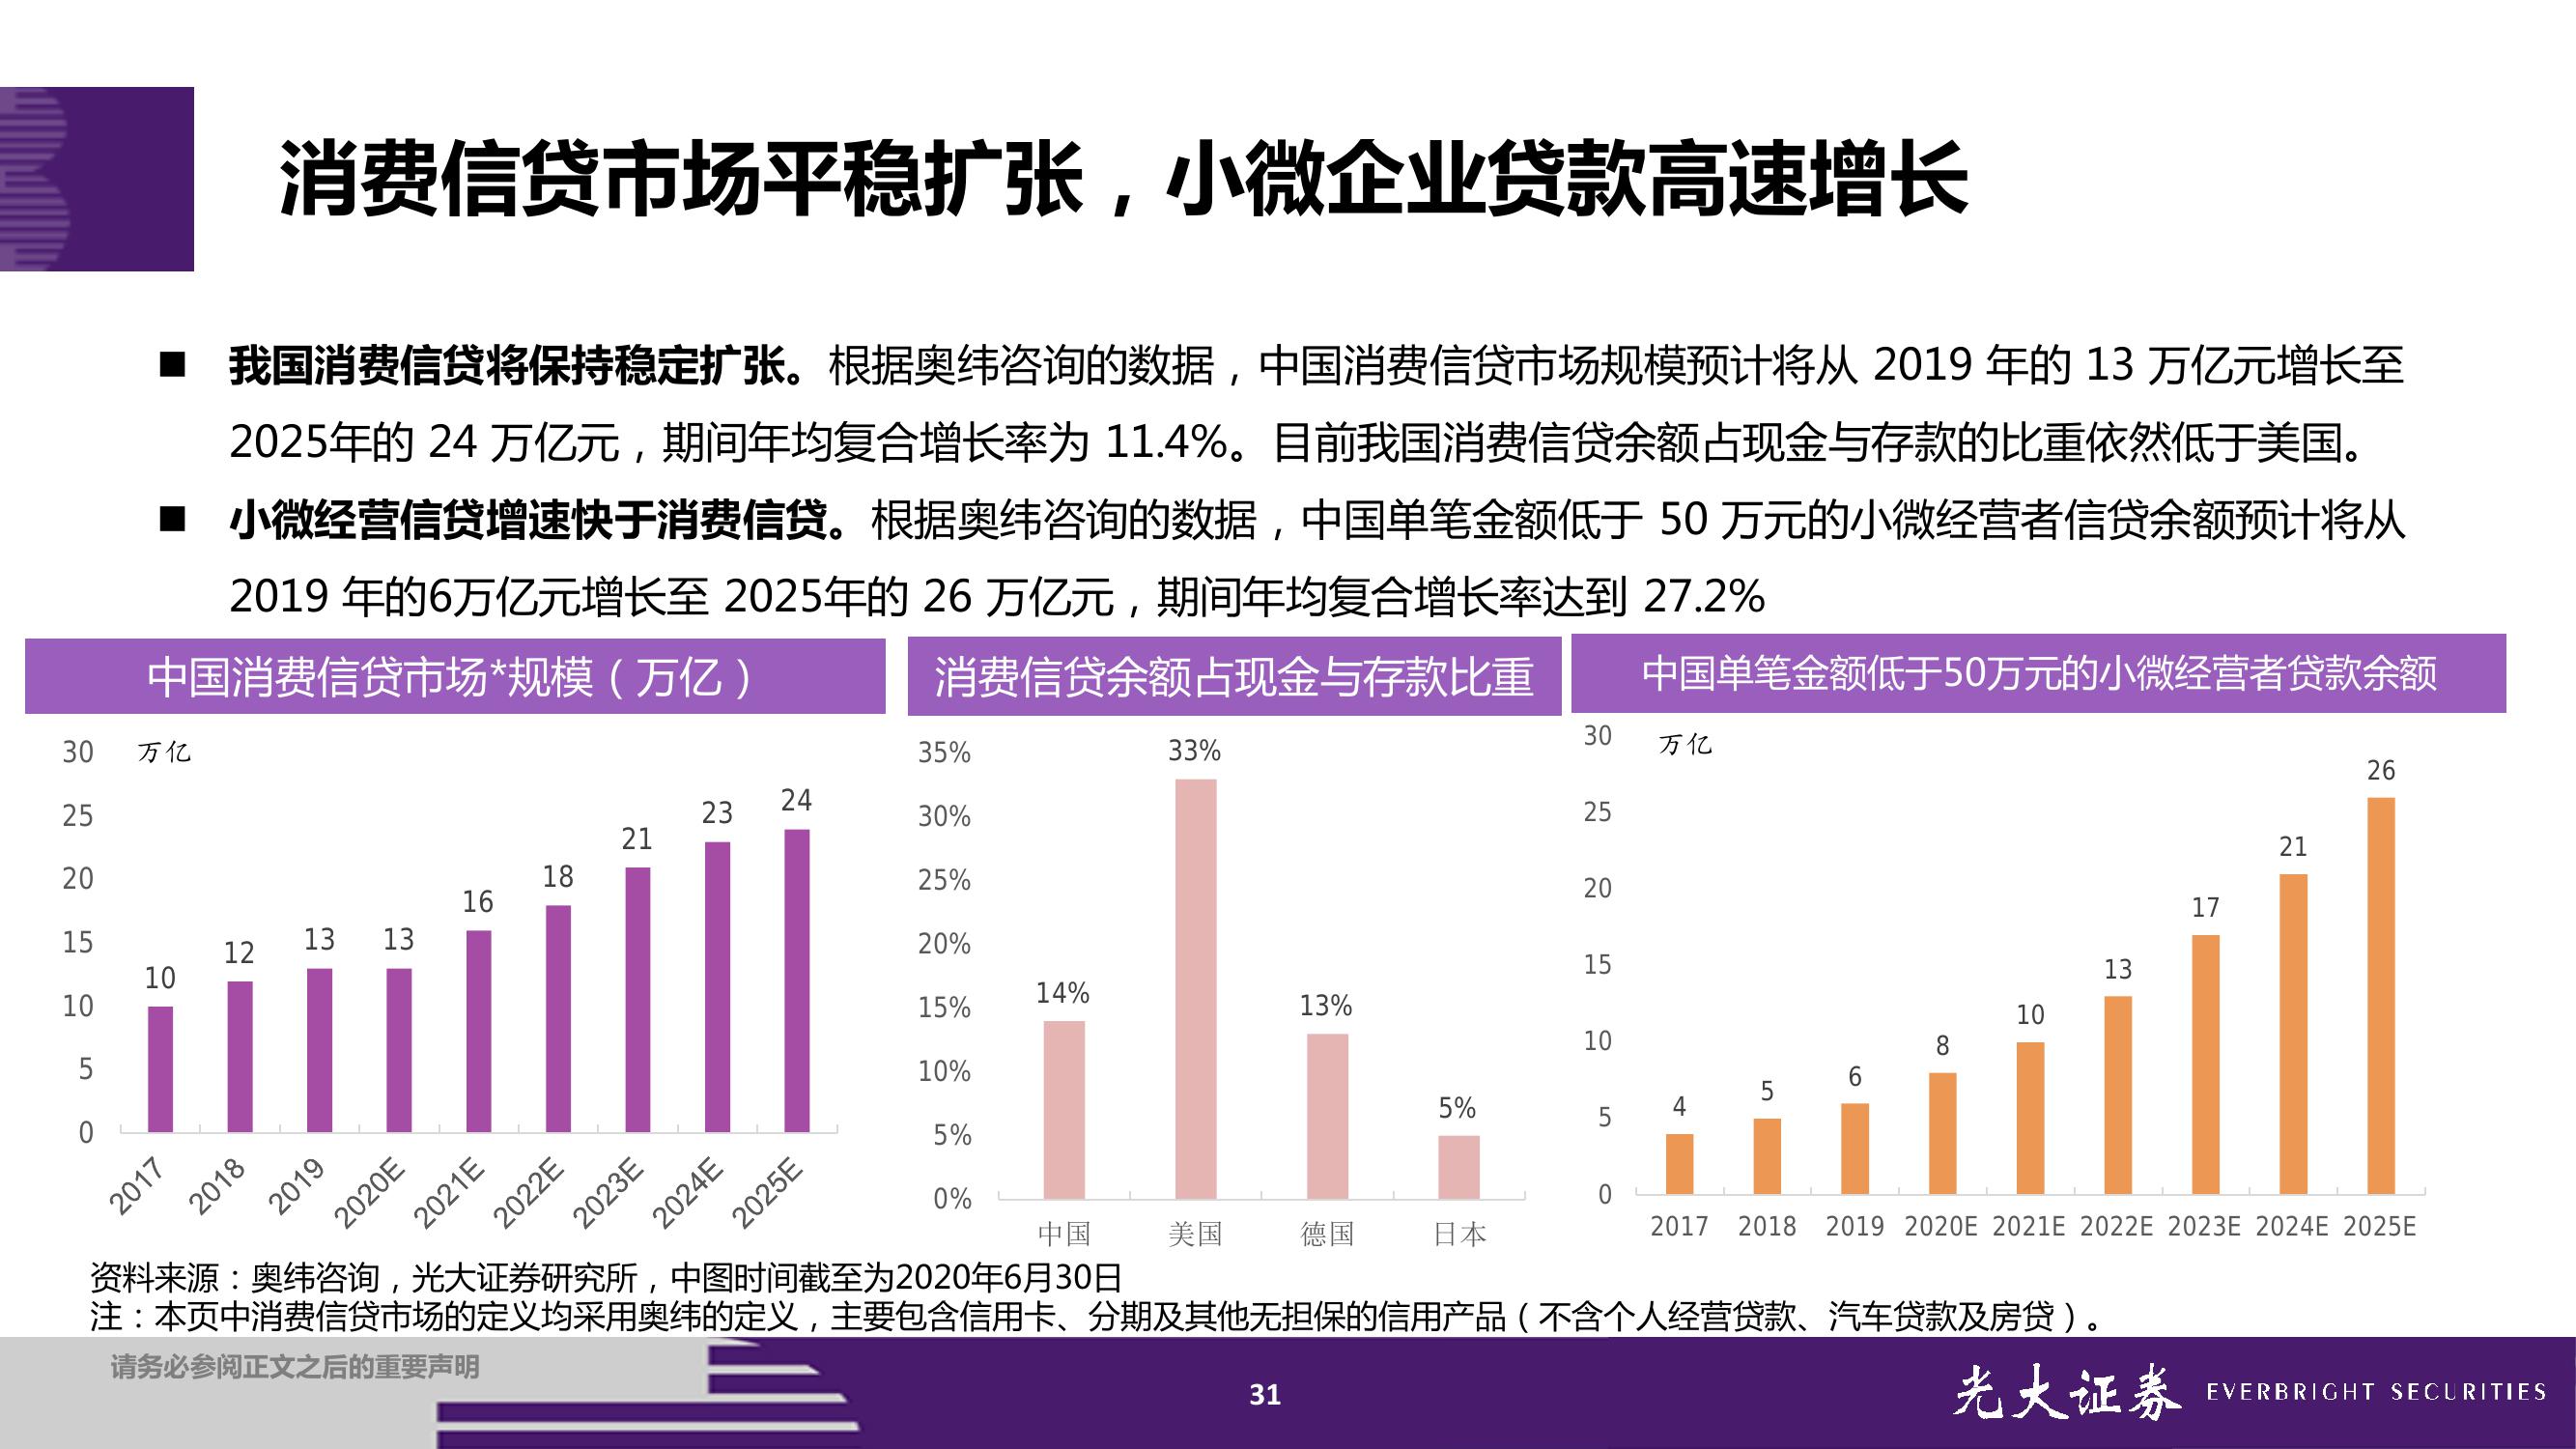 消费信贷市场平稳扩张，小微企业贷款高速增长
■ 我国消费信贷将保持稳定扩张。根据奥纬咨询的数据，中国消费信贷市场规模预计将从 2019 年的 13 万亿元增长至
2025年的 24 万亿元，期间年均复合增长率为 11.4%。目前我国消费信贷余额占现金与存款的比重依然低于美国。
■ 小微经营信贷增速快于消费信贷。根据奥纬咨询的数据，中国单笔金额低于 50 万元的小微经营者信贷余额预计将从
2019 年的6万亿元增长至 2025年的 26 万亿元，期间年均复合增长率达到 27.2%
中国消费信贷市场*规模（万亿）
30
25
20
15
10
5
0
万亿
10
12
13
13
16
18
21
23
24
2017 2018 2019 2020E 2021E 2022E 2023E 2024E 2025E
消费信贷余额占现金与存款比重
35%
30%
25%
20%
15%
10%
5%
0%
14%
33%
13%
5%
中国 美国 德国 日本
中国单笔金额低于50万元的小微经营者贷款余额
30
25
20
15
10
5
0
万亿
4
5
6
8
10
13
17
21
26
2017 2018 2019 2020E 2021E 2022E 2023E 2024E 2025E
资料来源：奥纬咨询，光大证券研究所，中图时间截至为2020年6月30日
注：本页中消费信贷市场的定义均采用奥纬的定义，主要包含信用卡、分期及其他无担保的信用产品（不含个人经营贷款、汽车贷款及房贷）。
请务必参阅正文之后的重要声明
31
光大证券 EVERBRIGHT SECURITIES